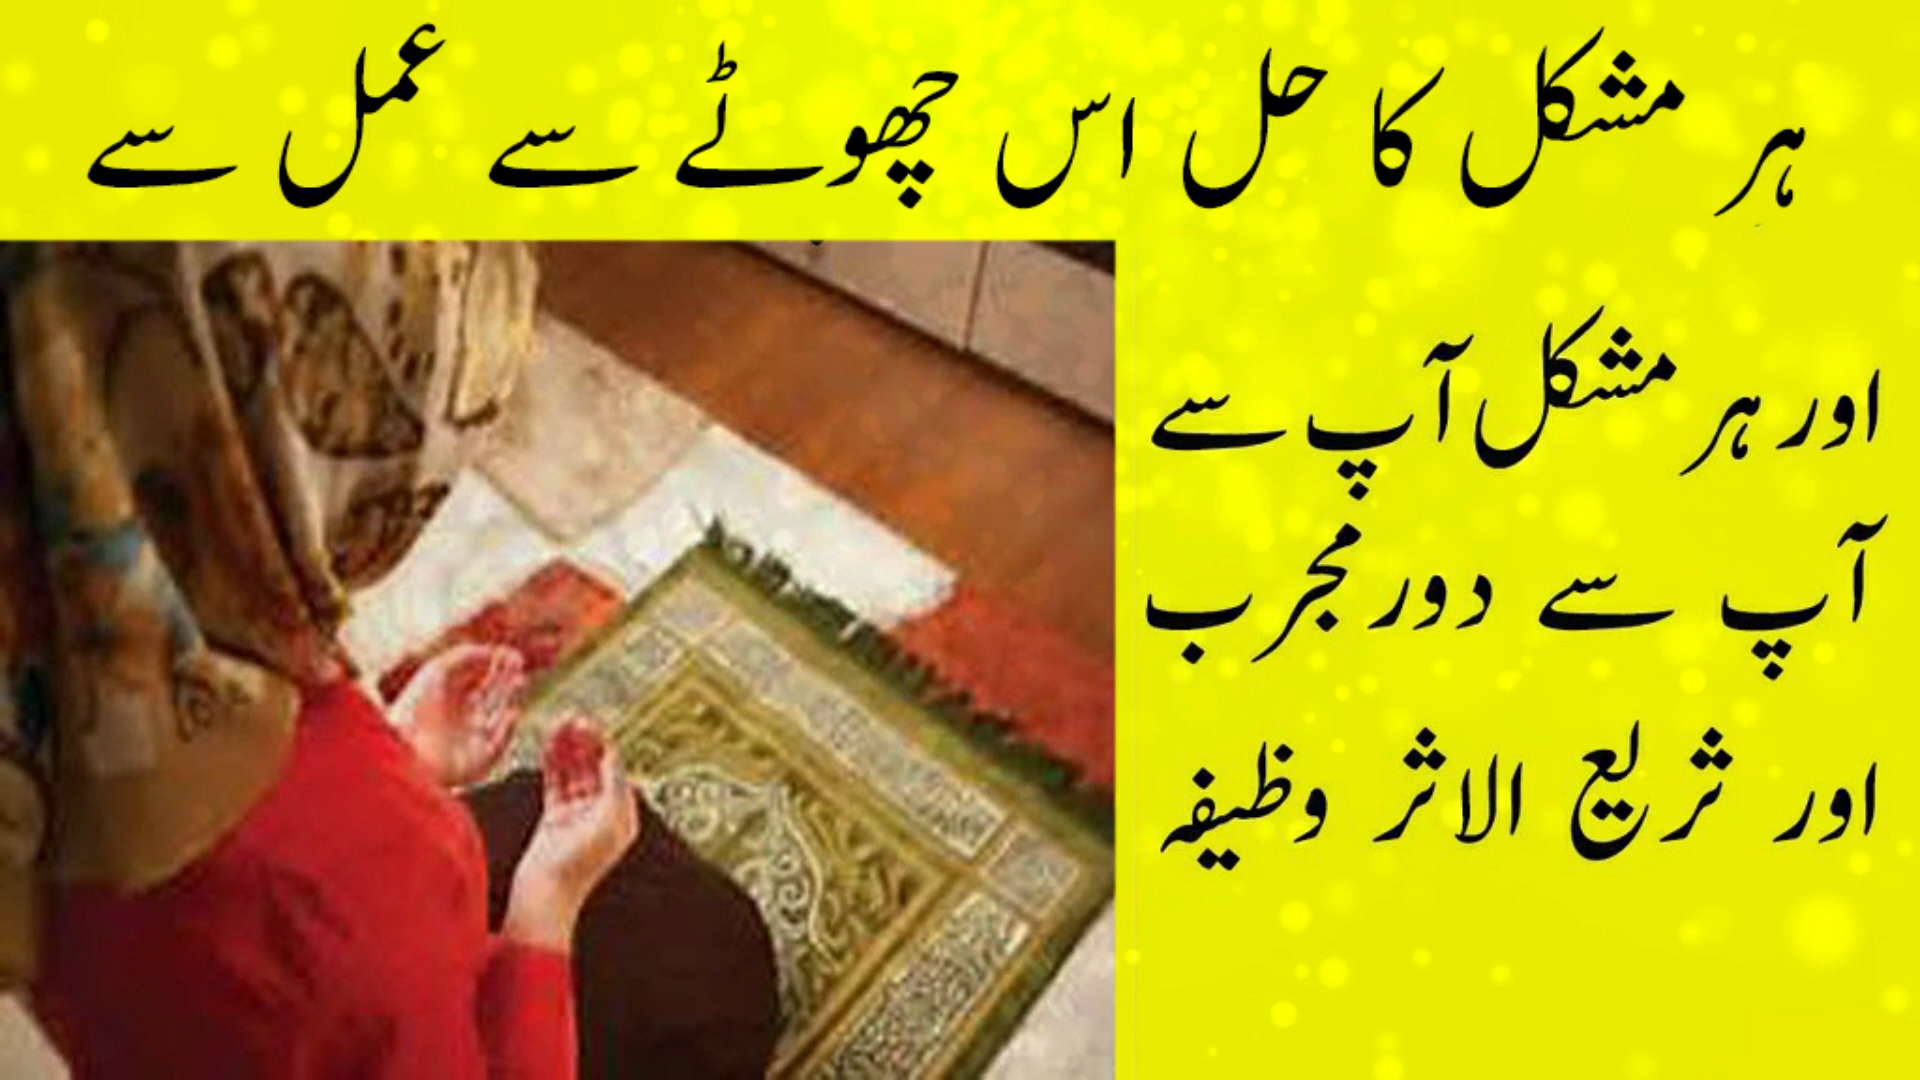 ہر مشکل کا حل اس چھوٹے سے عمل سے
اور ہر مشکل آپ سے
آپ سے دور مجرب
اور ثریع الاثر وظیفہ